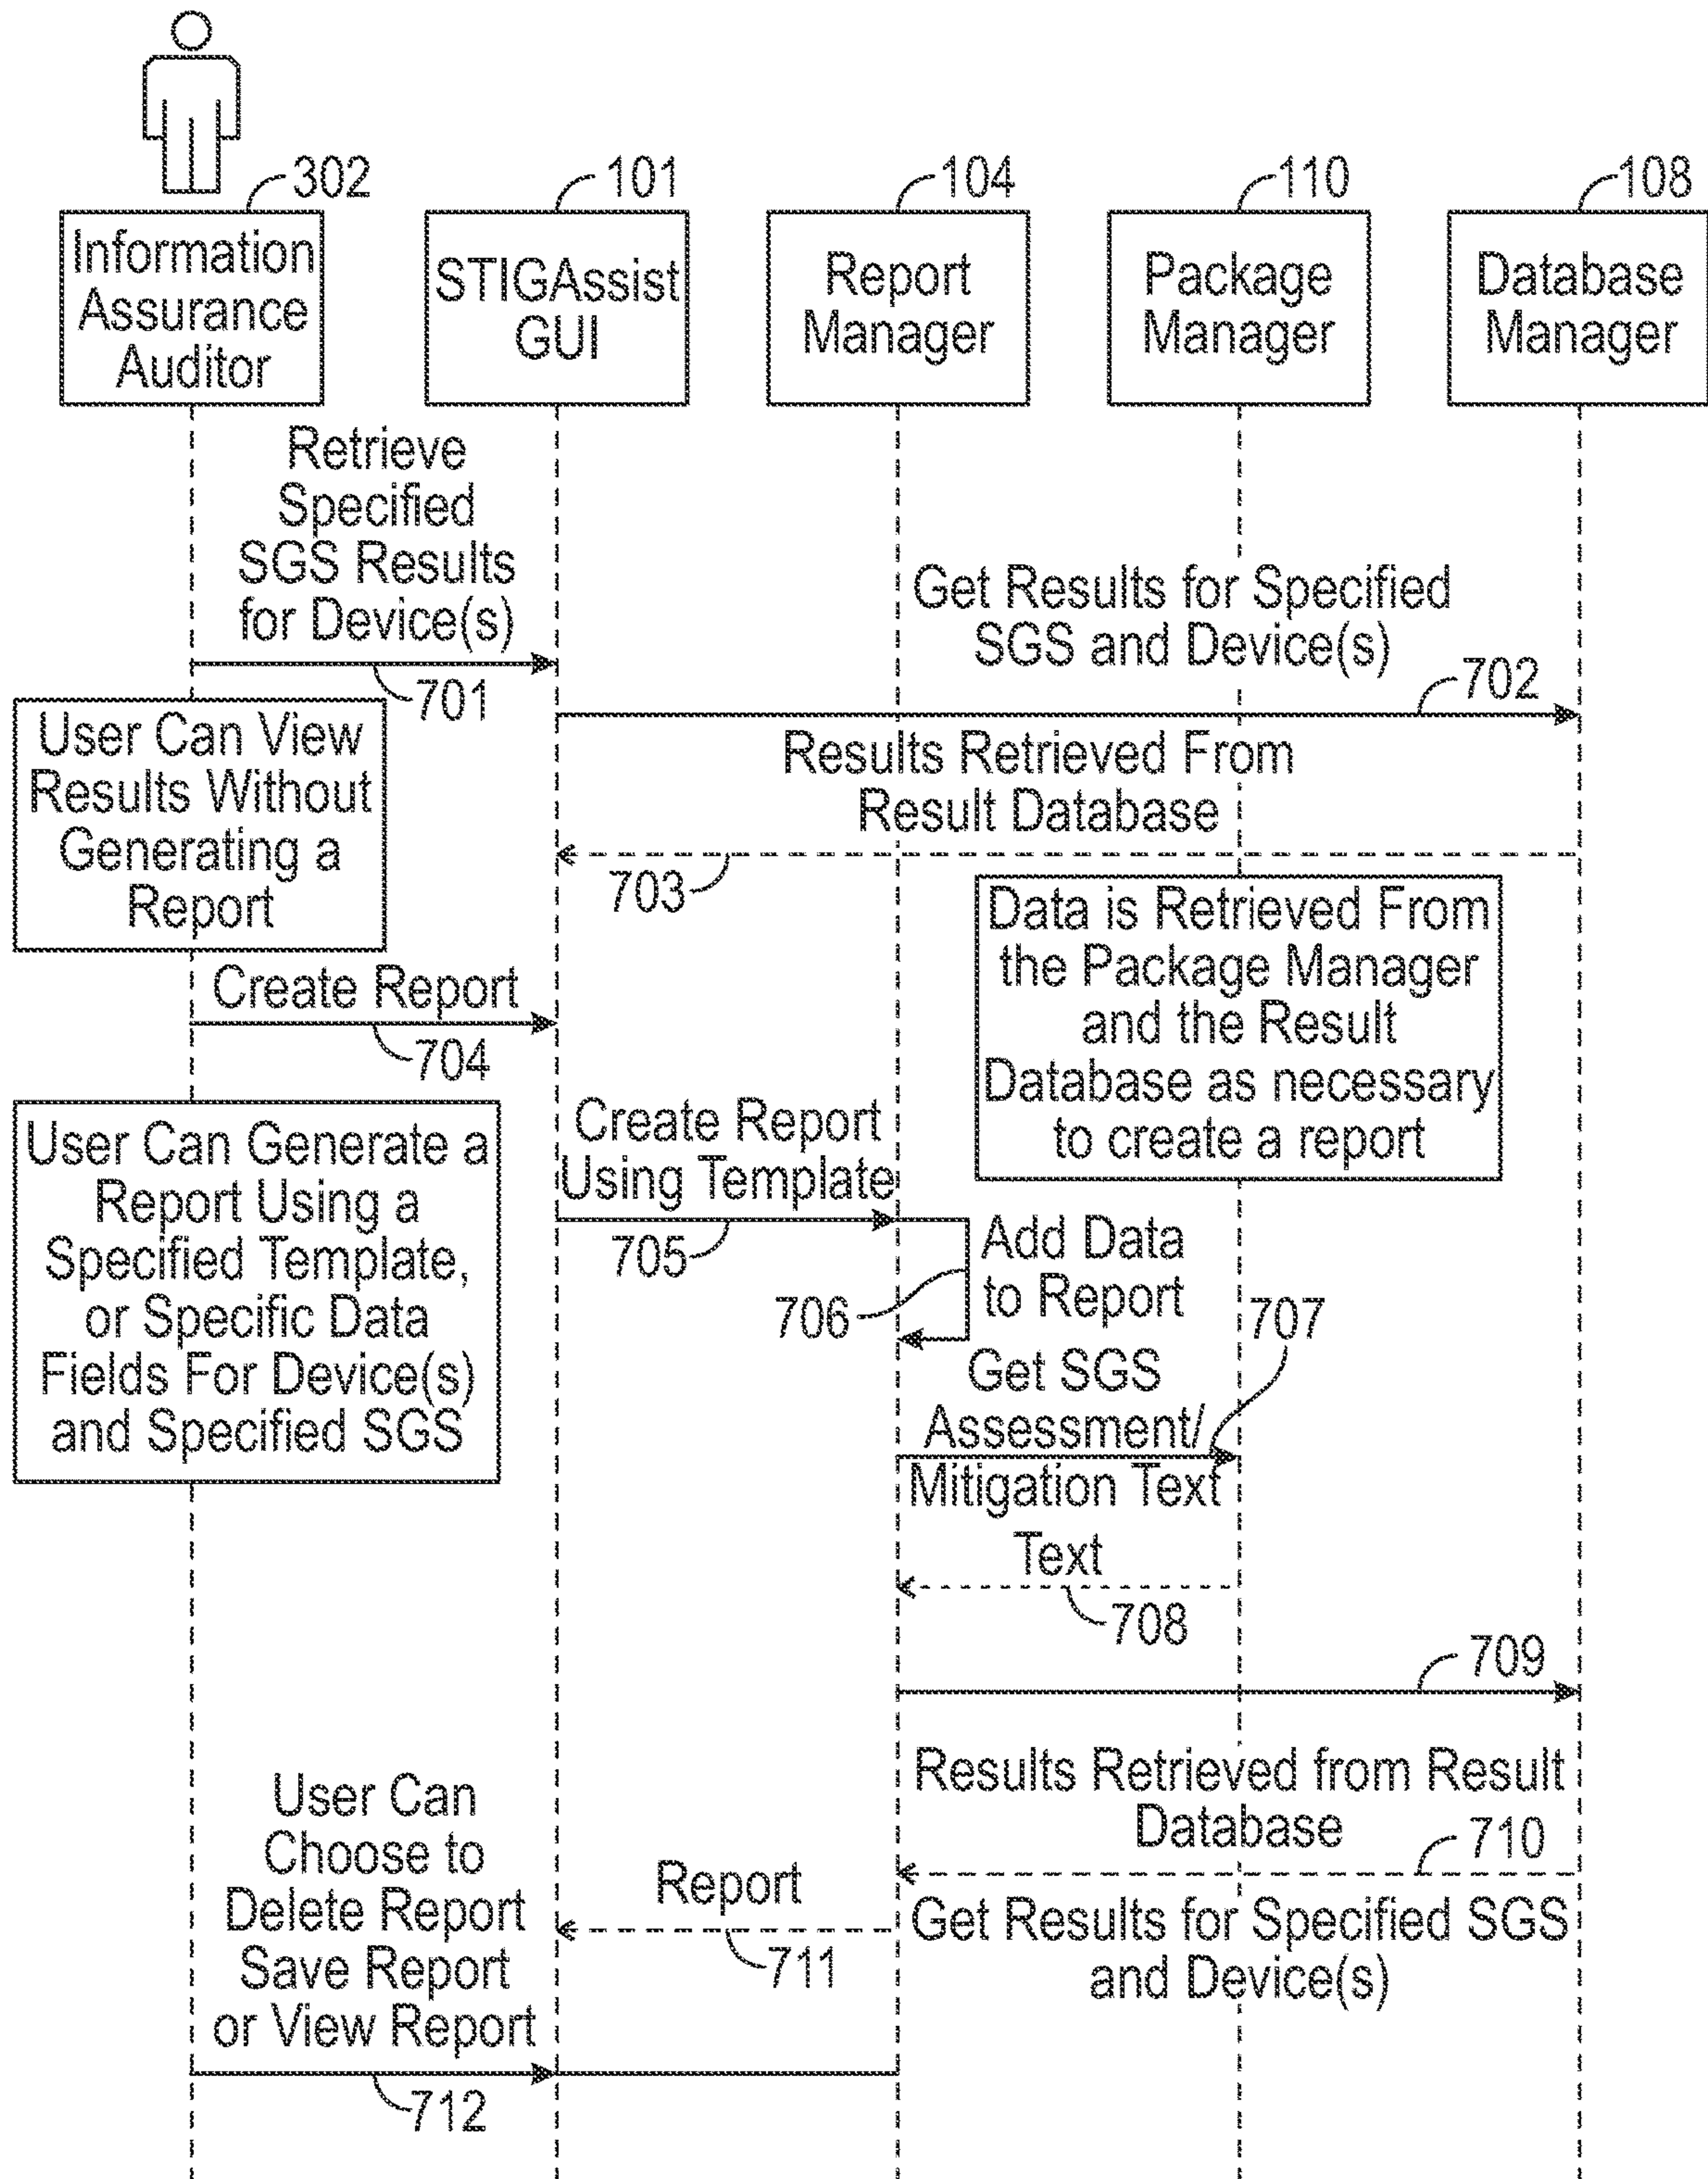 302
101
104
110
108
Information
Assurance
Auditor
STIGAssist
GUI
Report
Manager
Package
Manager
Database
Manager
Retrieve
Specified
SGS Results
for Device(s)
701
Get Results for Specified
SGS and Device(s)
702
User Can View
Results Without
Generating a
Report
Results Retrieved From
Result Database
703
Data is Retrieved From
the Package Manager
and the Result
Database as necessary
to create a report
Create Report
704
User Can Generate a
Report Using a
Specified Template,
or Specific Data
Fields For Device(s)
and Specified SGS
Create Report
Using Template
705
Add Data
to Report
706
707
Get SGS
Assessment/
Mitigation Text
Text
708
709
Results Retrieved from Result
Database
710
Get Results for Specified SGS
and Device(s)
Report
711
User Can
Choose to
Delete Report
Save Report
or View Report
712